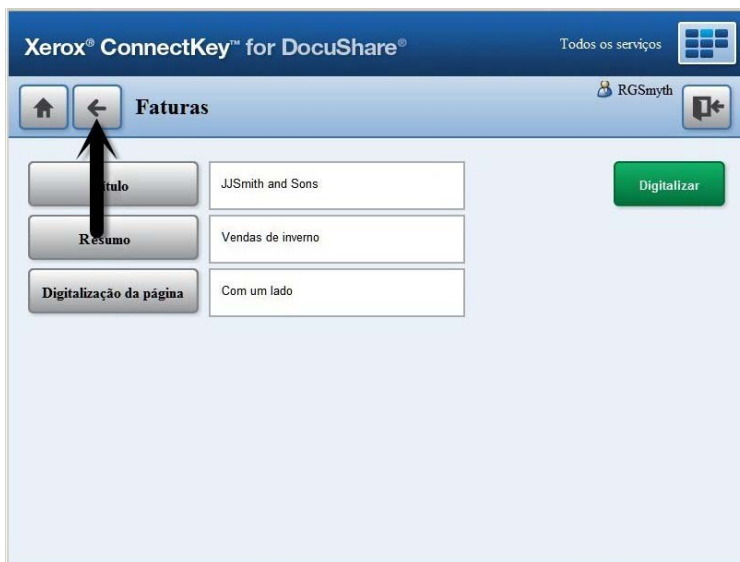 Xerox® ConnectKey™ for DocuShare®
Todos os serviços
RGSmyth
Faturas
JJSmith and Sons
Digitalizar
Resumo
Vendas de inverno
Digitalização da página
Com um lado